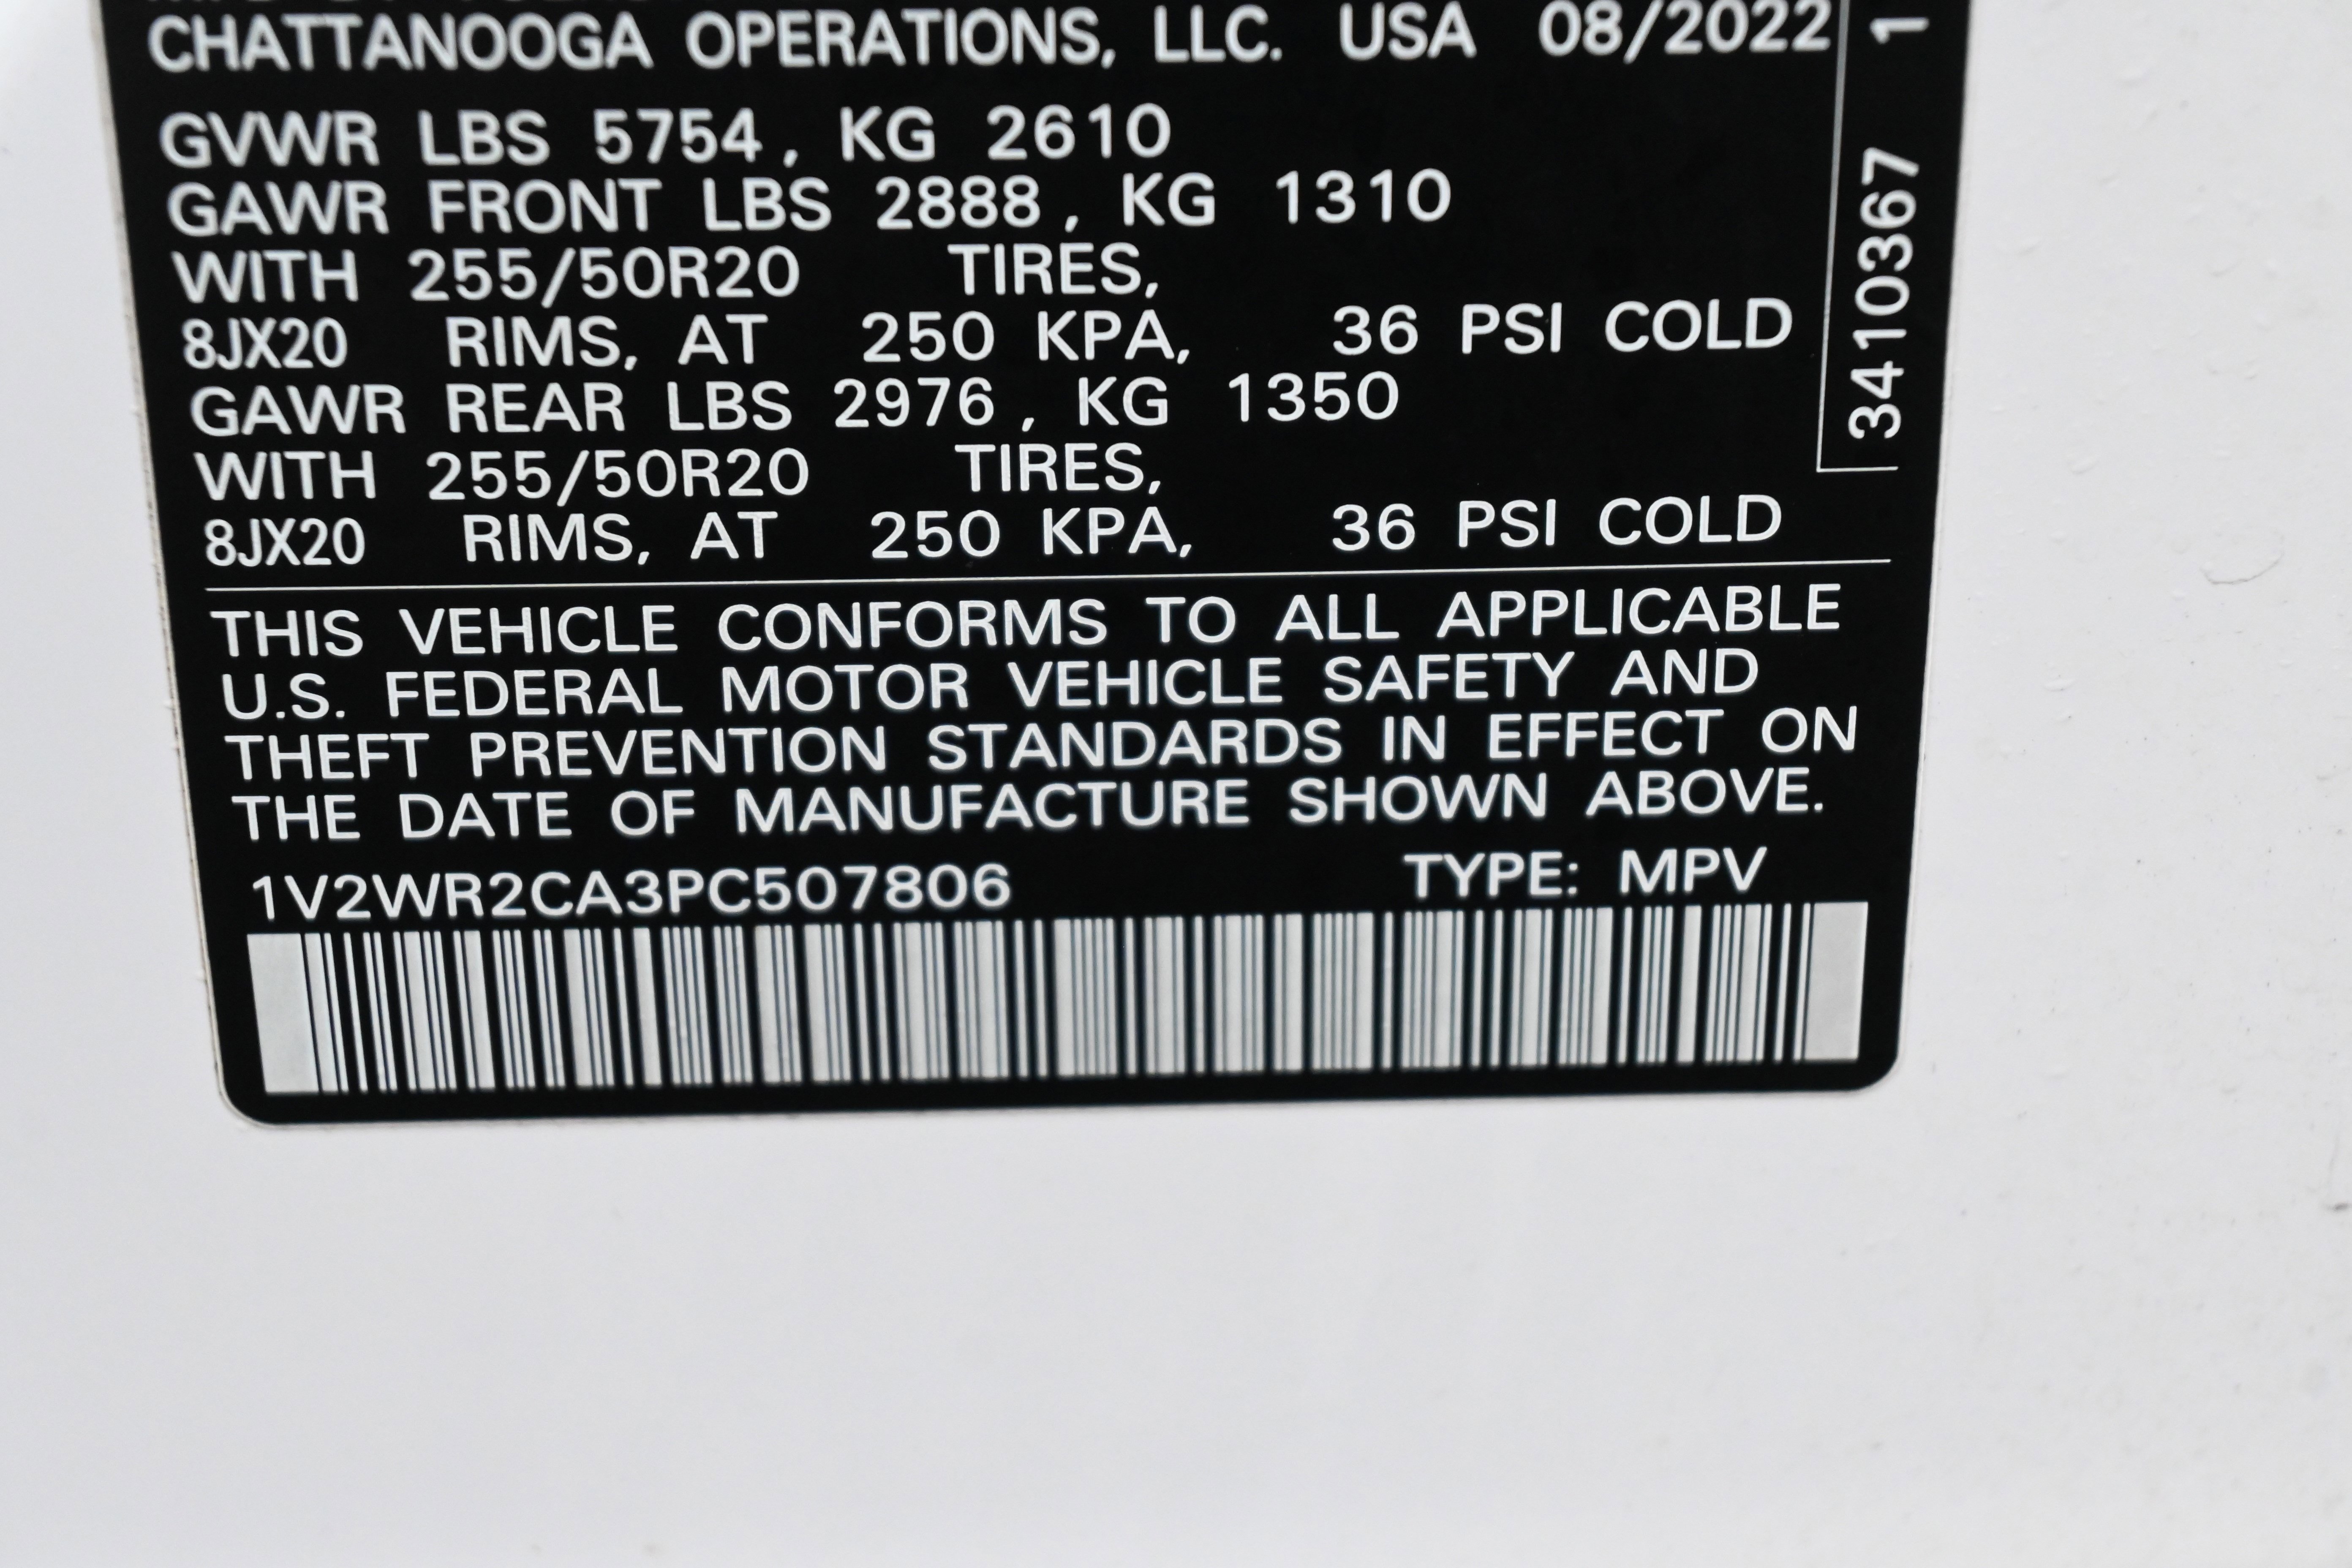 CHATTANOOGA OPERATIONS, LLC. USA 08/2022
GVWR LBS 5754, KG 2610
GAWR FRONT LBS 2888, KG 1310
WITH 255/50R20 TIRES,
8JX20 RIMS, AT 250 KPA, 36 PSI COLD
GAWR REAR LBS 2976, KG 1350
WITH 255/50R20 TIRES,
8JX20 RIMS, AT 250 KPA, 36 PSI COLD
3410367 1
THIS VEHICLE CONFORMS TO ALL APPLICABLE
U.S. FEDERAL MOTOR VEHICLE SAFETY AND
THEFT PREVENTION STANDARDS IN EFFECT ON
THE DATE OF MANUFACTURE SHOWN ABOVE.
1V2WR2CA3PC507806 TYPE: MPV